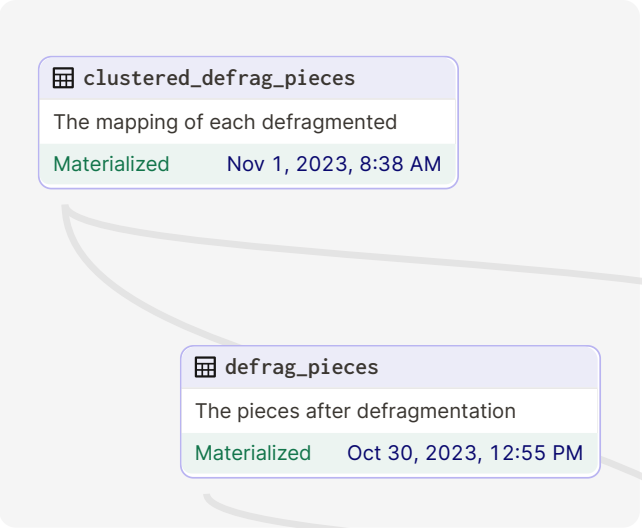 clustered_defrag_pieces
The mapping of each defragmented
Materialized Nov 1, 2023, 8:38 AM
defrag_pieces
The pieces after defragmentation
Materialized Oct 30, 2023, 12:55 PM